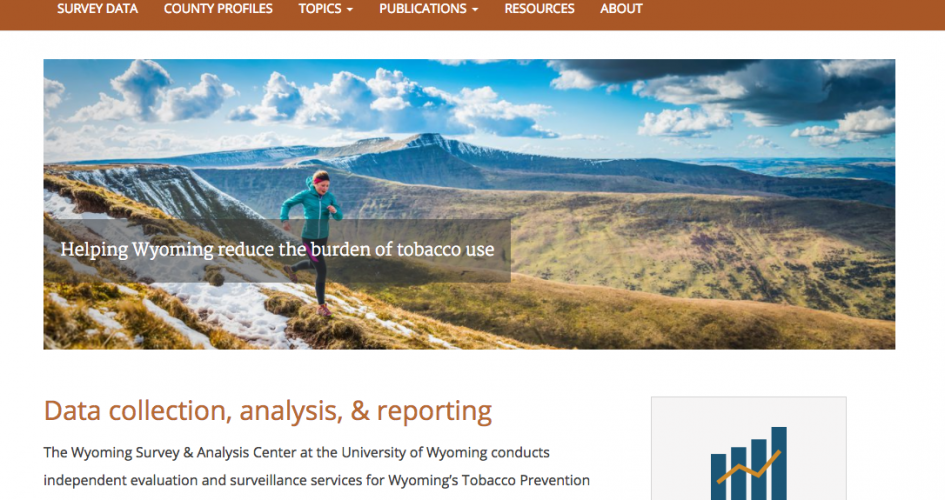 SURVEY DATA COUNTY PROFILES TOPICS PUBLICATIONS RESOURCES ABOUT
Helping Wyoming reduce the burden of tobacco use
Data collection, analysis, & reporting
The Wyoming Survey & Analysis Center at the University of Wyoming conducts
independent evaluation and surveillance services for Wyoming's Tobacco Prevention